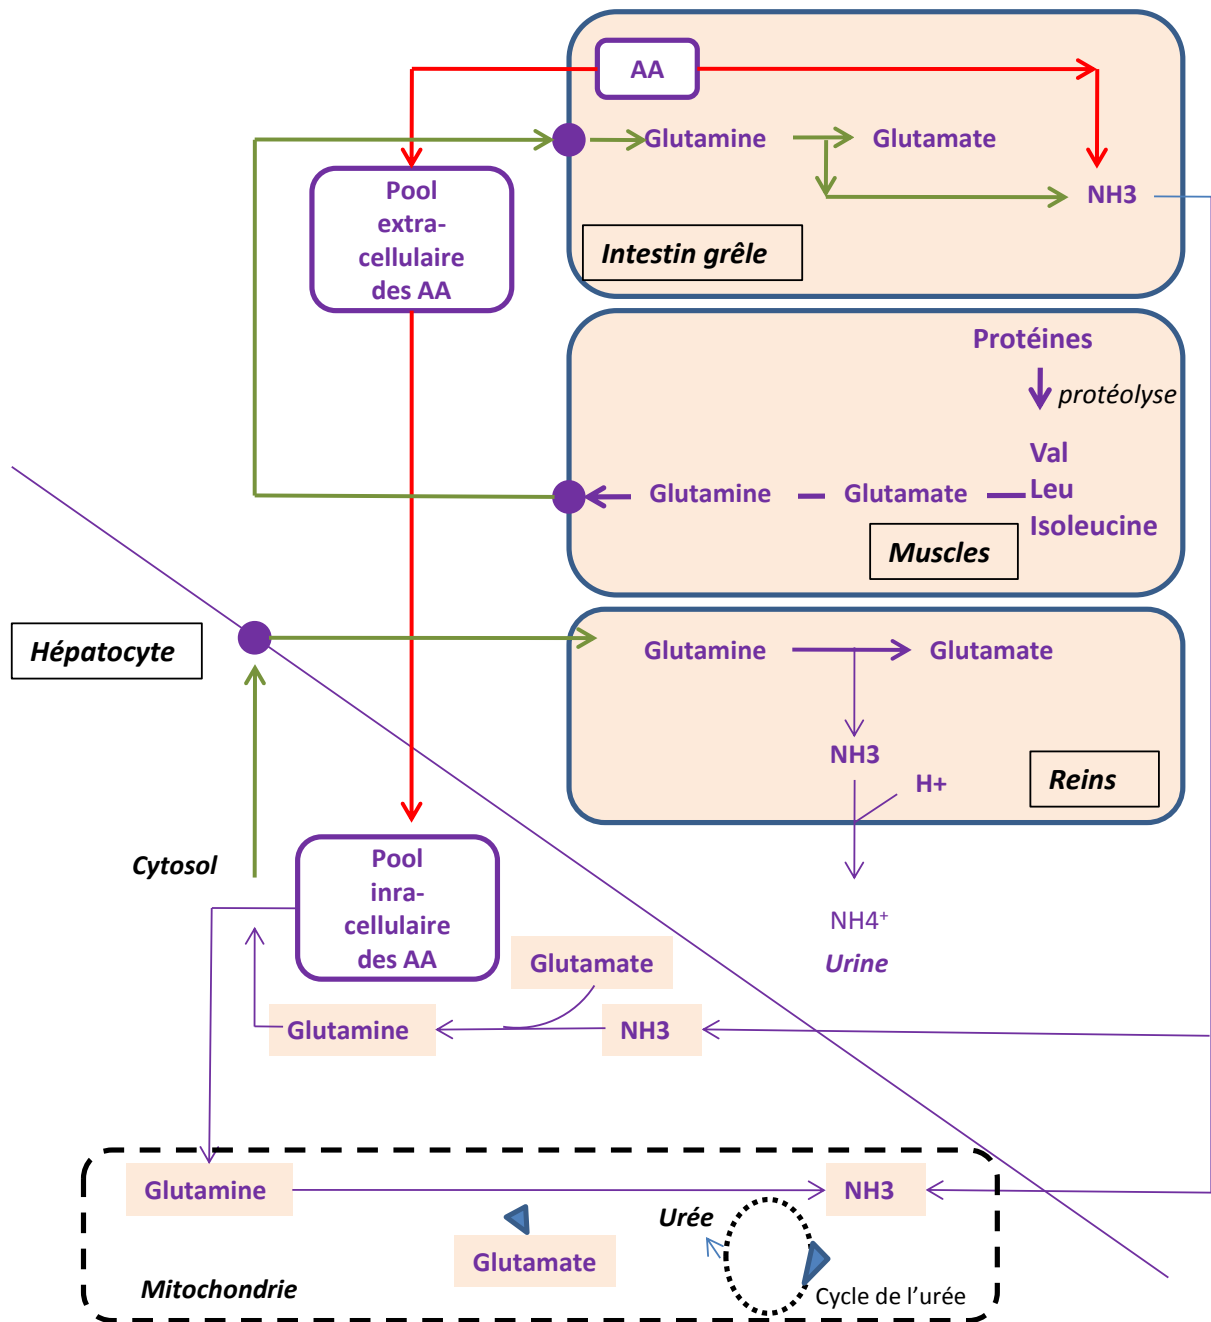 AA
Glutamine
Glutamate
NH3
Intestin grêle
Pool
extra-
cellulaire
des AA
Protéines
protéolyse
Val
Leu
Isoleucine
Glutamine
Glutamate
Muscles
Hépatocyte
Glutamine
Glutamate
NH3
H+
Reins
NH4+
Urine
Cytosol
Pool
inra-
cellulaire
des AA
Glutamate
Glutamine
NH3
Glutamine
NH3
Urée
Glutamate
Mitochondrie
Cycle de l’urée